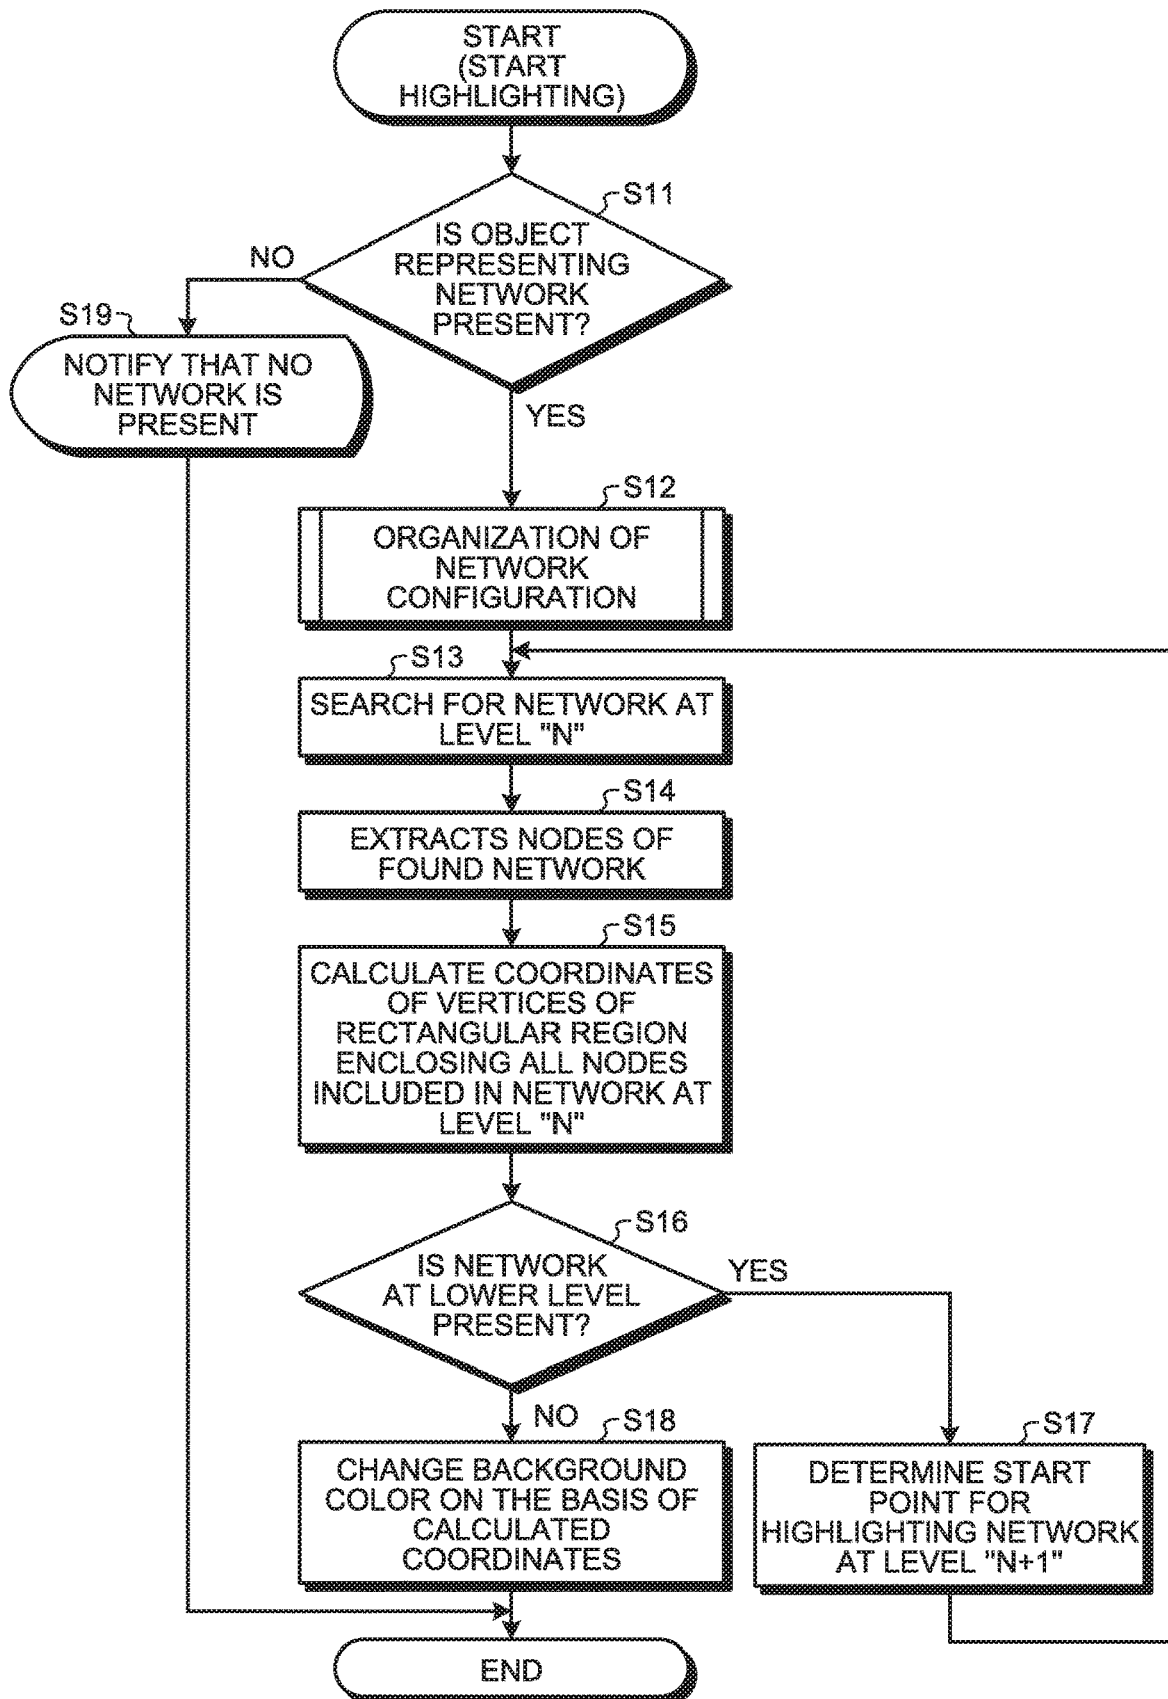 START
(START
HIGHLIGHTING)
S11
IS OBJECT
REPRESENTING
NETWORK
PRESENT?
NO
YES
S19
NOTIFY THAT NO
NETWORK IS
PRESENT
S12
ORGANIZATION OF
NETWORK
CONFIGURATION
S13
SEARCH FOR NETWORK AT
LEVEL "N"
S14
EXTRACTS NODES OF
FOUND NETWORK
S15
CALCULATE COORDINATES
OF VERTICES OF
RECTANGULAR REGION
ENCLOSING ALL NODES
INCLUDED IN NETWORK AT
LEVEL "N"
S16
IS NETWORK
AT LOWER LEVEL
PRESENT?
YES
NO
S18
CHANGE BACKGROUND
COLOR ON THE BASIS OF
CALCULATED
COORDINATES
S17
DETERMINE START
POINT FOR
HIGHLIGHTING NETWORK
AT LEVEL "N+1"
END